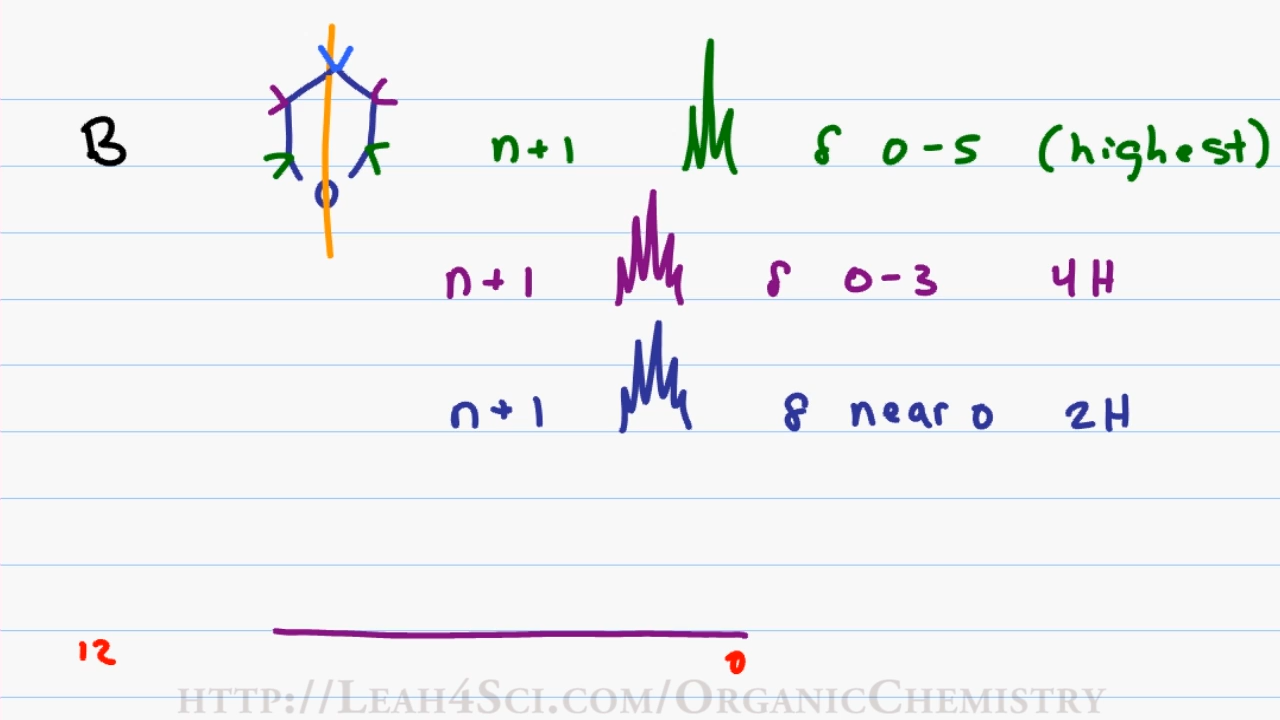 B O n+1 δ 0-5 (highest)
n+1 δ 0-3 4H
n+1 δ near 0 2H
12 0
HTTP://LEAH4SCI.COM/ORGANICCHEMISTRY